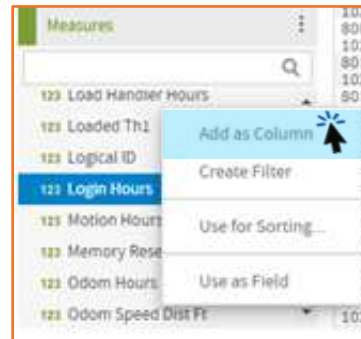 Measures
123 Load Handler Hours
123 Loaded Th1
123 Logical ID
123 Login Hours
123 Motion Hours
123 Memory Rese
123 Odom Hours
123 Odom Speed Dist Ft
Add as Column
Create Filter
Use for Sorting...
Use as Field